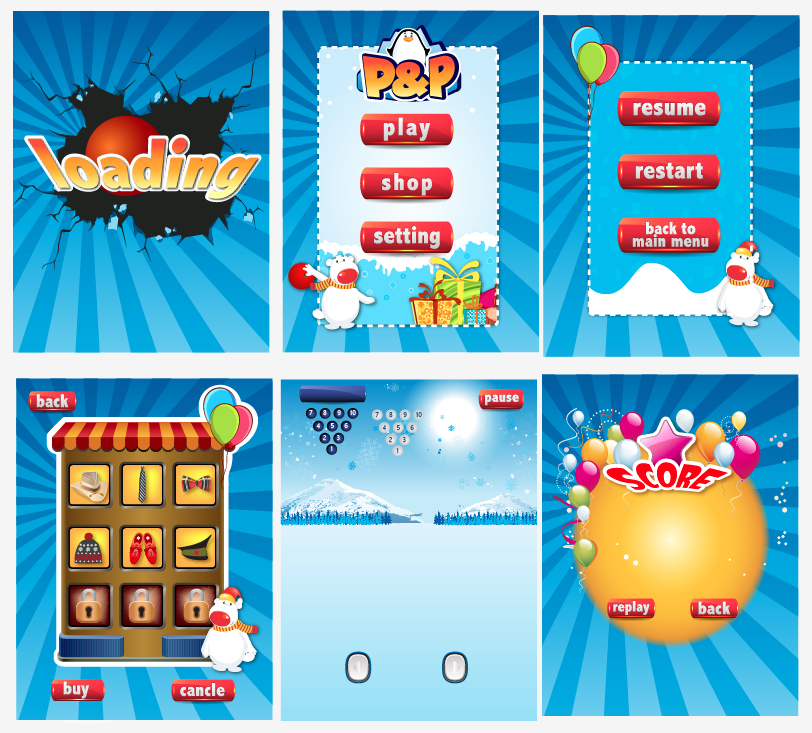 loading
P&P
play
shop
setting
resume
restart
back to
main menu
back
buy
cancle
pause
7 8 9 10
4 5 6
2 3
1
7 8 9 10
4 5 6
2 3
1
SCORE
replay
back